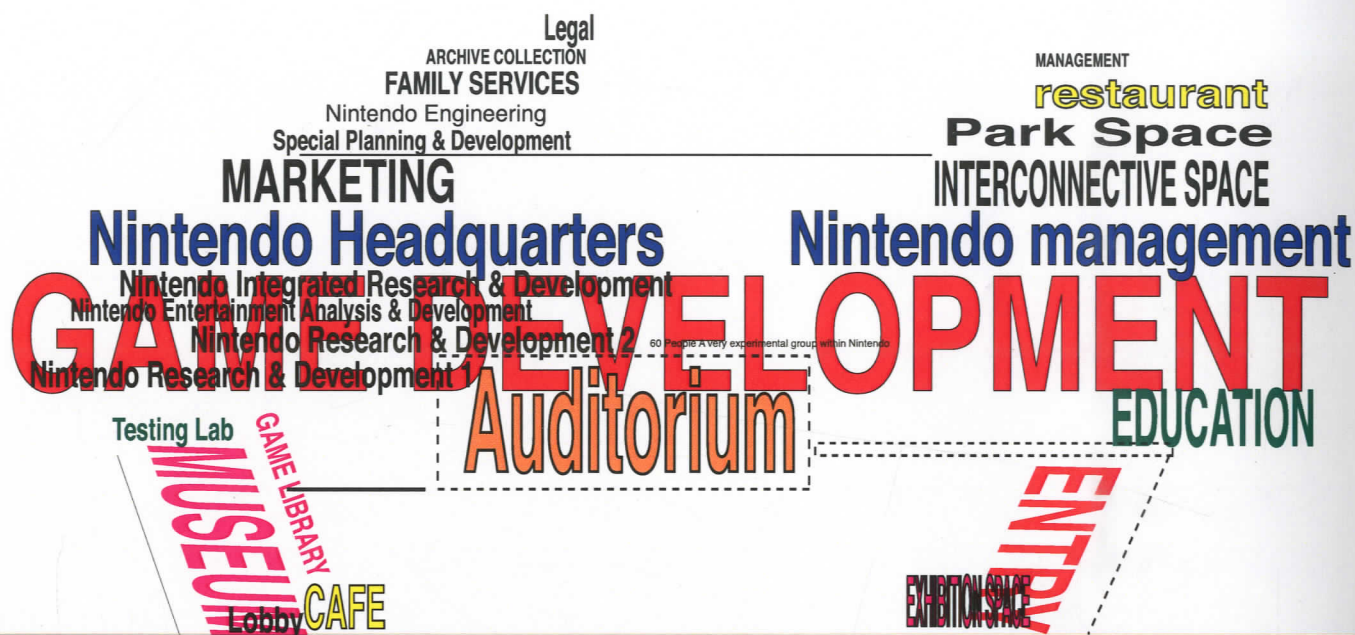 Legal
ARCHIVE COLLECTION
FAMILY SERVICES
Nintendo Engineering
Special Planning & Development
MARKETING
Nintendo Headquarters
MANAGEMENT
restaurant
Park Space
INTERCONNECTIVE SPACE
Nintendo management
GAME DEVELOPMENT
Nintendo Integrated Research & Development
Nintendo Entertainment Analysis & Development
Nintendo Research & Development 2
60 People A very experimental group within Nintendo
Nintendo Research & Development 1
Auditorium
EDUCATION
Testing Lab
GAME LIBRARY
MUSEUM
Lobby
CAFE
ENTRY
EXHIBITION SPACE